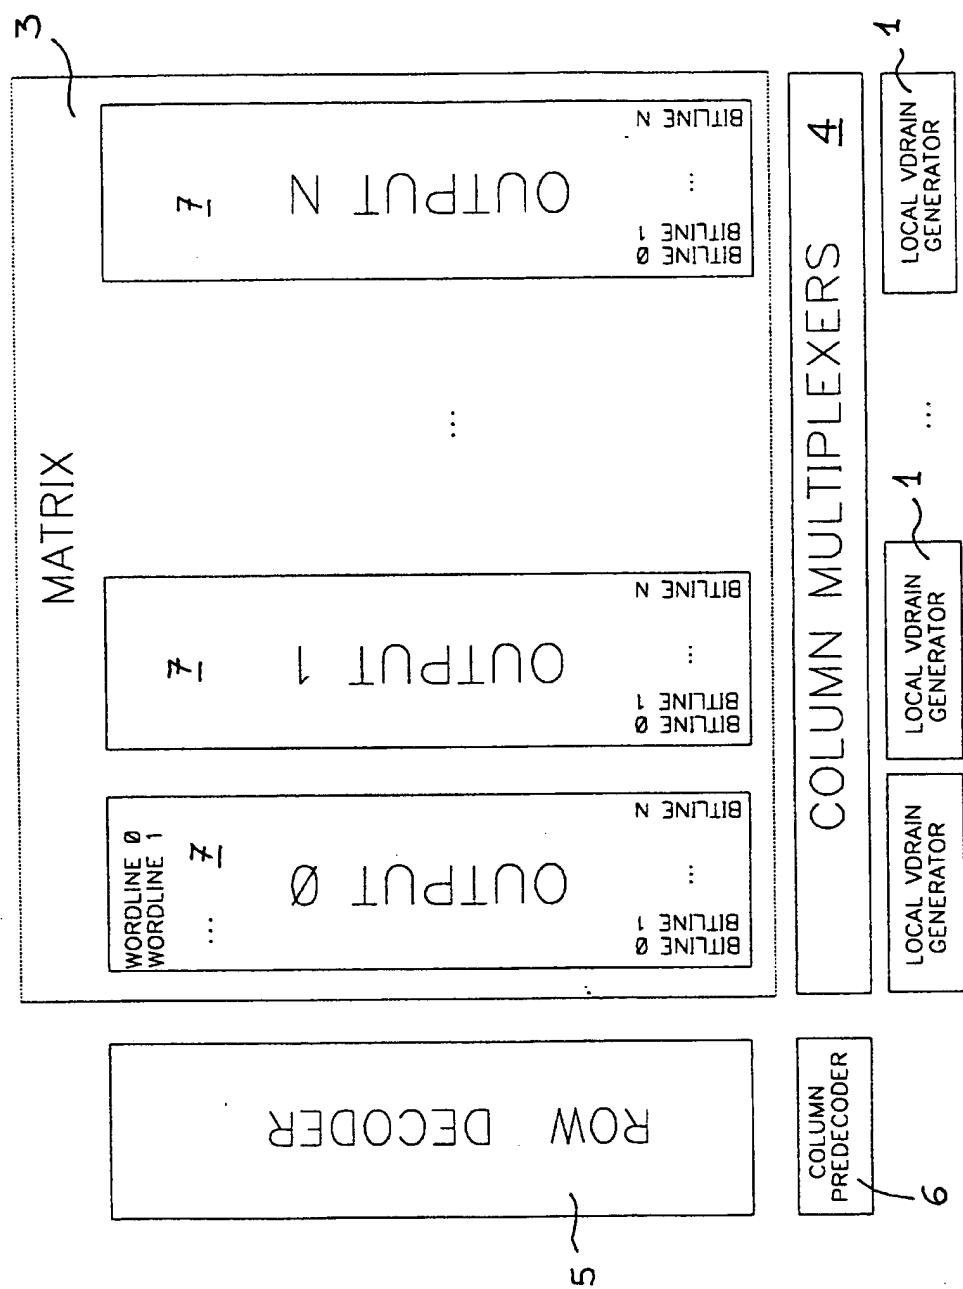 3
MATRIX
WORDLINE 0
WORDLINE 1
...
7
OUTPUT 0
BITLINE 0
BITLINE 1
...
BITLINE N
7
OUTPUT 1
BITLINE 0
BITLINE 1
...
BITLINE N
...
7
OUTPUT N
BITLINE 0
BITLINE 1
...
BITLINE N
ROW DECODER
5
COLUMN
PREDECODER
6
COLUMN MULTIPLEXERS 4
LOCAL VDRAIN
GENERATOR
LOCAL VDRAIN
GENERATOR
1
...
LOCAL VDRAIN
GENERATOR
1